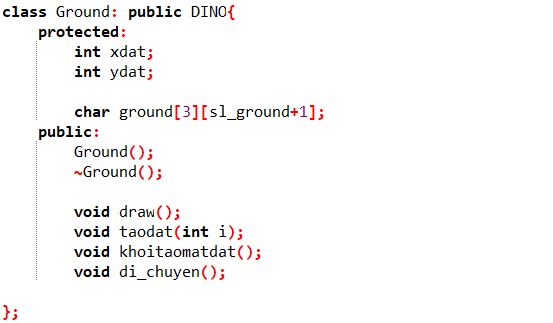 class Ground: public DINO{
protected:
int xdat;
int ydat;
char ground[3][sl_ground+1];
public:
Ground();
~Ground();
void draw();
void taodat(int i);
void khoitaomatdat();
void di_chuyen();
};